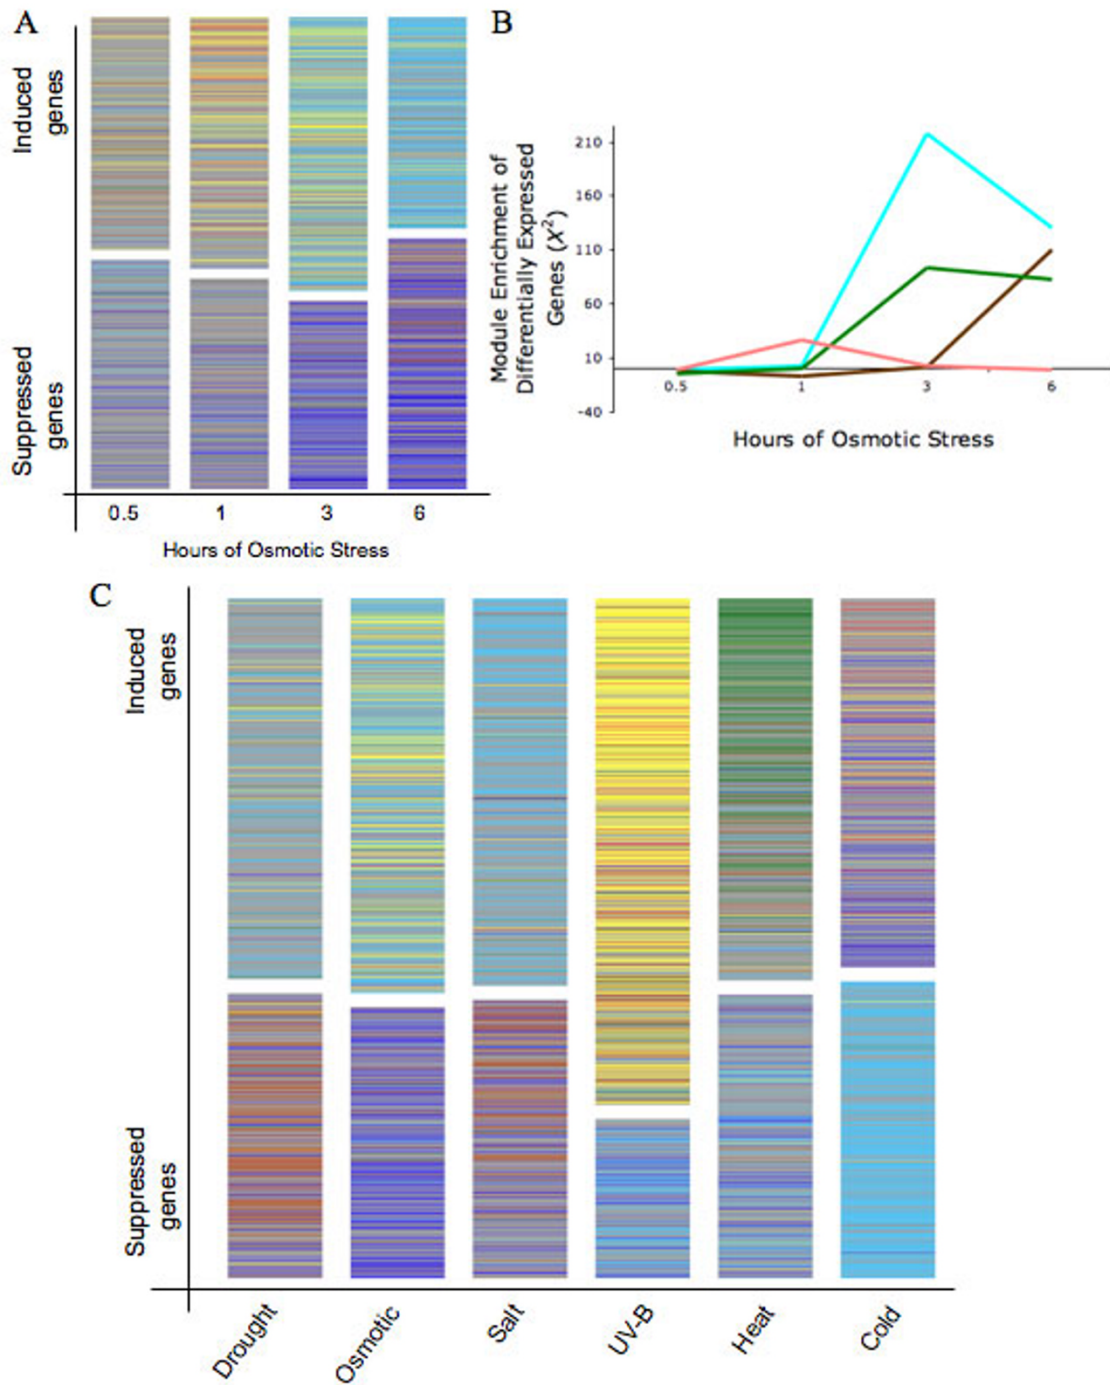 A
Induced
genes
Suppressed
genes
0.5 1 3 6
Hours of Osmotic Stress
B
Module Enrichment of
Differentially Expressed
Genes (X²)
210
160
110
60
10
-40
0.5 1 3 6
Hours of Osmotic Stress
C
Induced
genes
Suppressed
genes
Drought
Osmotic
Salt
UV-B
Heat
Cold